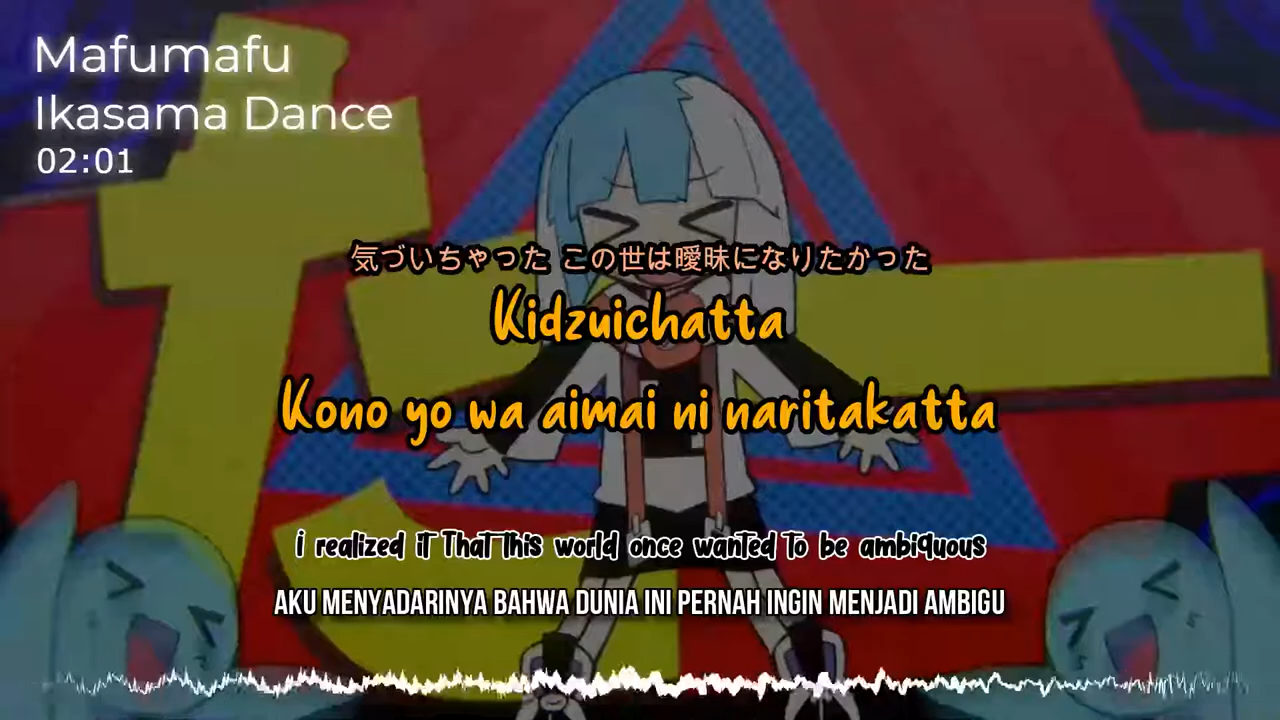 Mafumafu
Ikasama Dance
02:01
気づいちゃった この世は曖昧になりたかった
Kidzuichatta
Kono yo wa aimai ni naritakatta
i realized it That this world once wanted to be ambiquous
AKU MENYADARINYA BAHWA DUNIA INI PERNAH INGIN MENJADI AMBIGU